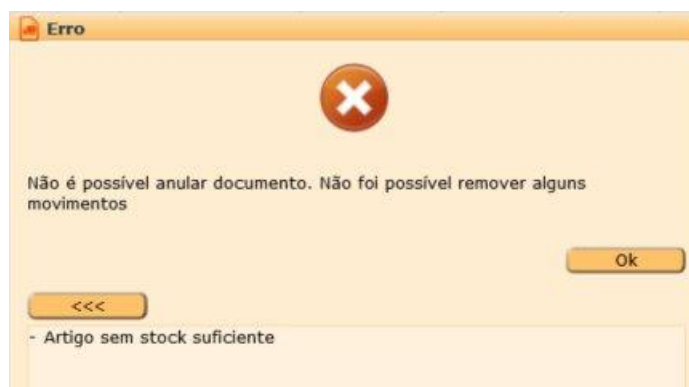 Erro
Não é possível anular documento. Não foi possível remover alguns
movimentos
Ok
<<<
- Artigo sem stock suficiente